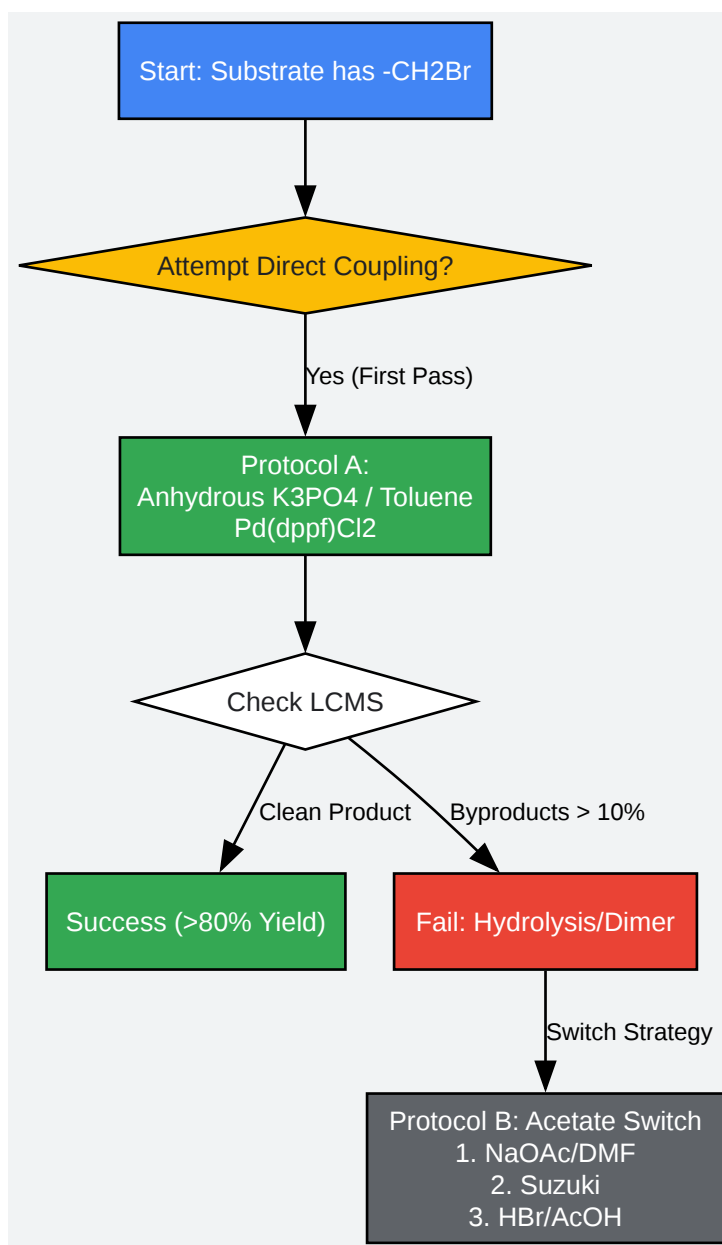 Start: Substrate has -CH2Br
Attempt Direct Coupling?
Yes (First Pass)
Protocol A:
Anhydrous K3PO4 / Toluene
Pd(dppf)Cl2
Check LCMS
Clean Product
Byproducts > 10%
Success (>80% Yield)
Fail: Hydrolysis/Dimer
Switch Strategy
Protocol B: Acetate Switch
1. NaOAc/DMF
2. Suzuki
3. HBr/AcOH